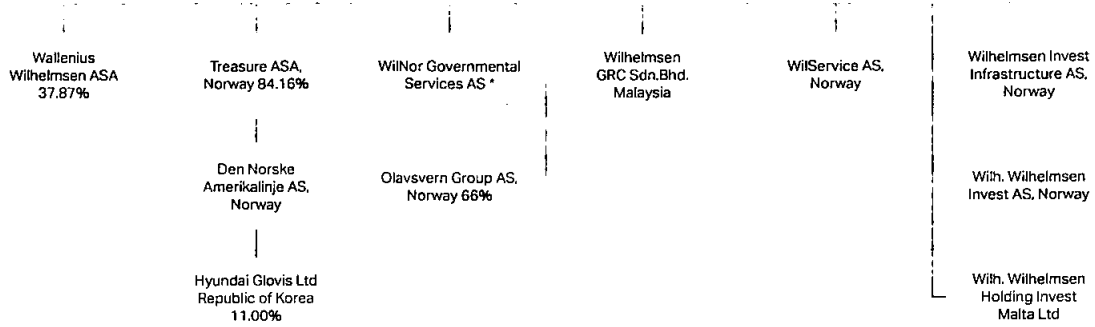 Wallenius
Wilhelmsen ASA
37.87%
Treasure ASA,
Norway 84.16%
WilNor Governmental
Services AS *
Wilhelmsen
GRC Sdn.Bhd.
Malaysia
WilService AS,
Norway
Wilhelmsen Invest
Infrastructure AS,
Norway
Den Norske
Amerikalinje AS,
Norway
Olavsvern Group AS,
Norway 66%
Wilh. Wilhelmsen
Invest AS, Norway
Hyundai Glovis Ltd
Republic of Korea
11.00%
Wilh. Wilhelmsen
Holding Invest
Malta Ltd